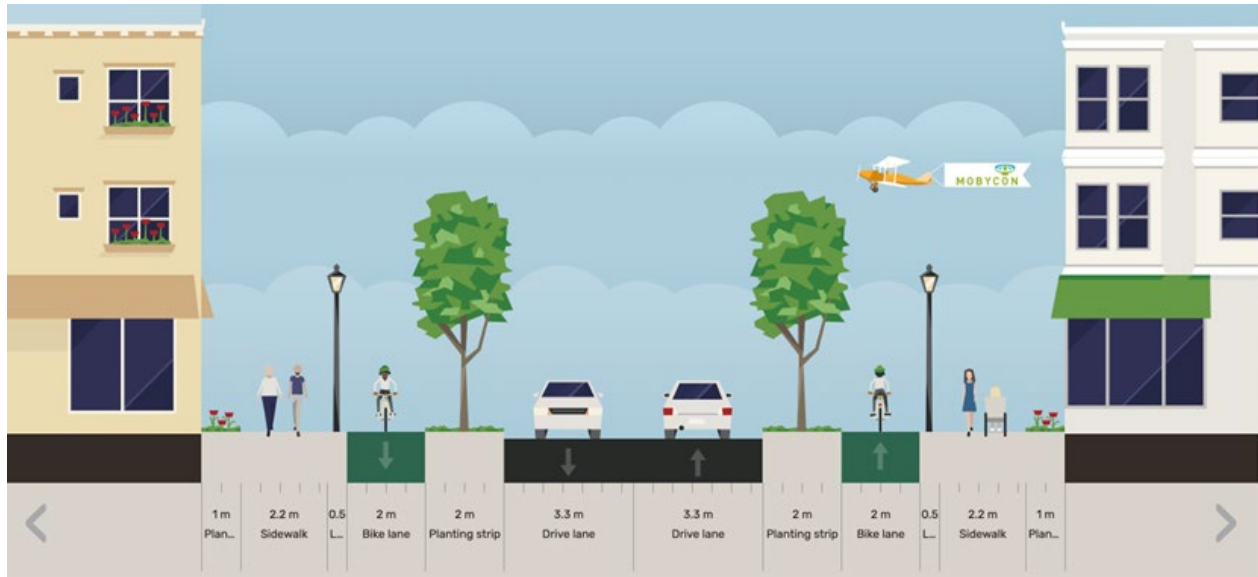 MOBYCON
1 m 2.2 m 0.5 2 m 2 m 3.3 m 3.3 m 2 m 2 m 0.5 2.2 m 1 m
Plan... Sidewalk L... Bike lane Planting strip Drive lane Drive lane Planting strip Bike lane L... Sidewalk Plan...